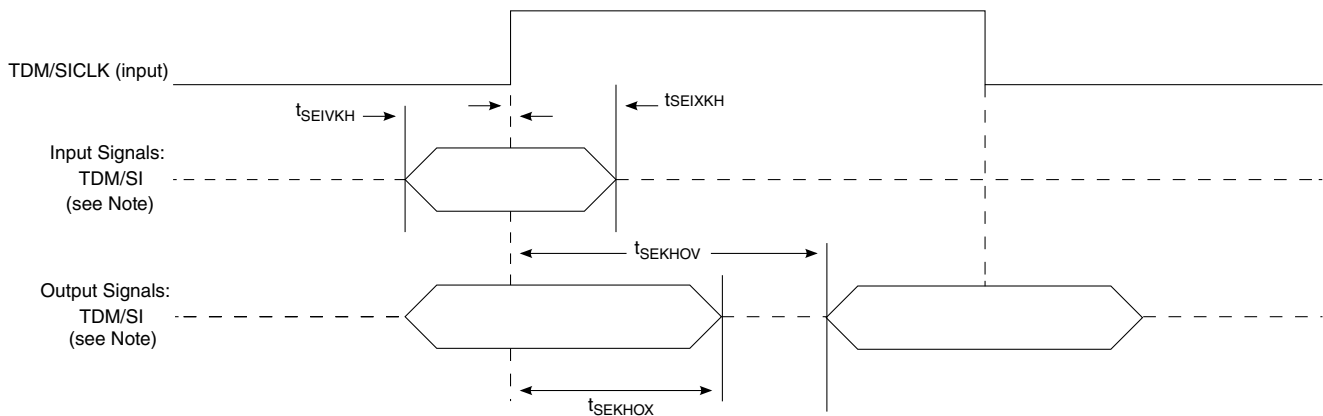 TDM/SICLK (input)
tSEIVKH
tSEIXKH
Input Signals:
TDM/SI
(see Note)
tSEKHOV
Output Signals:
TDM/SI
(see Note)
tSEKHOX